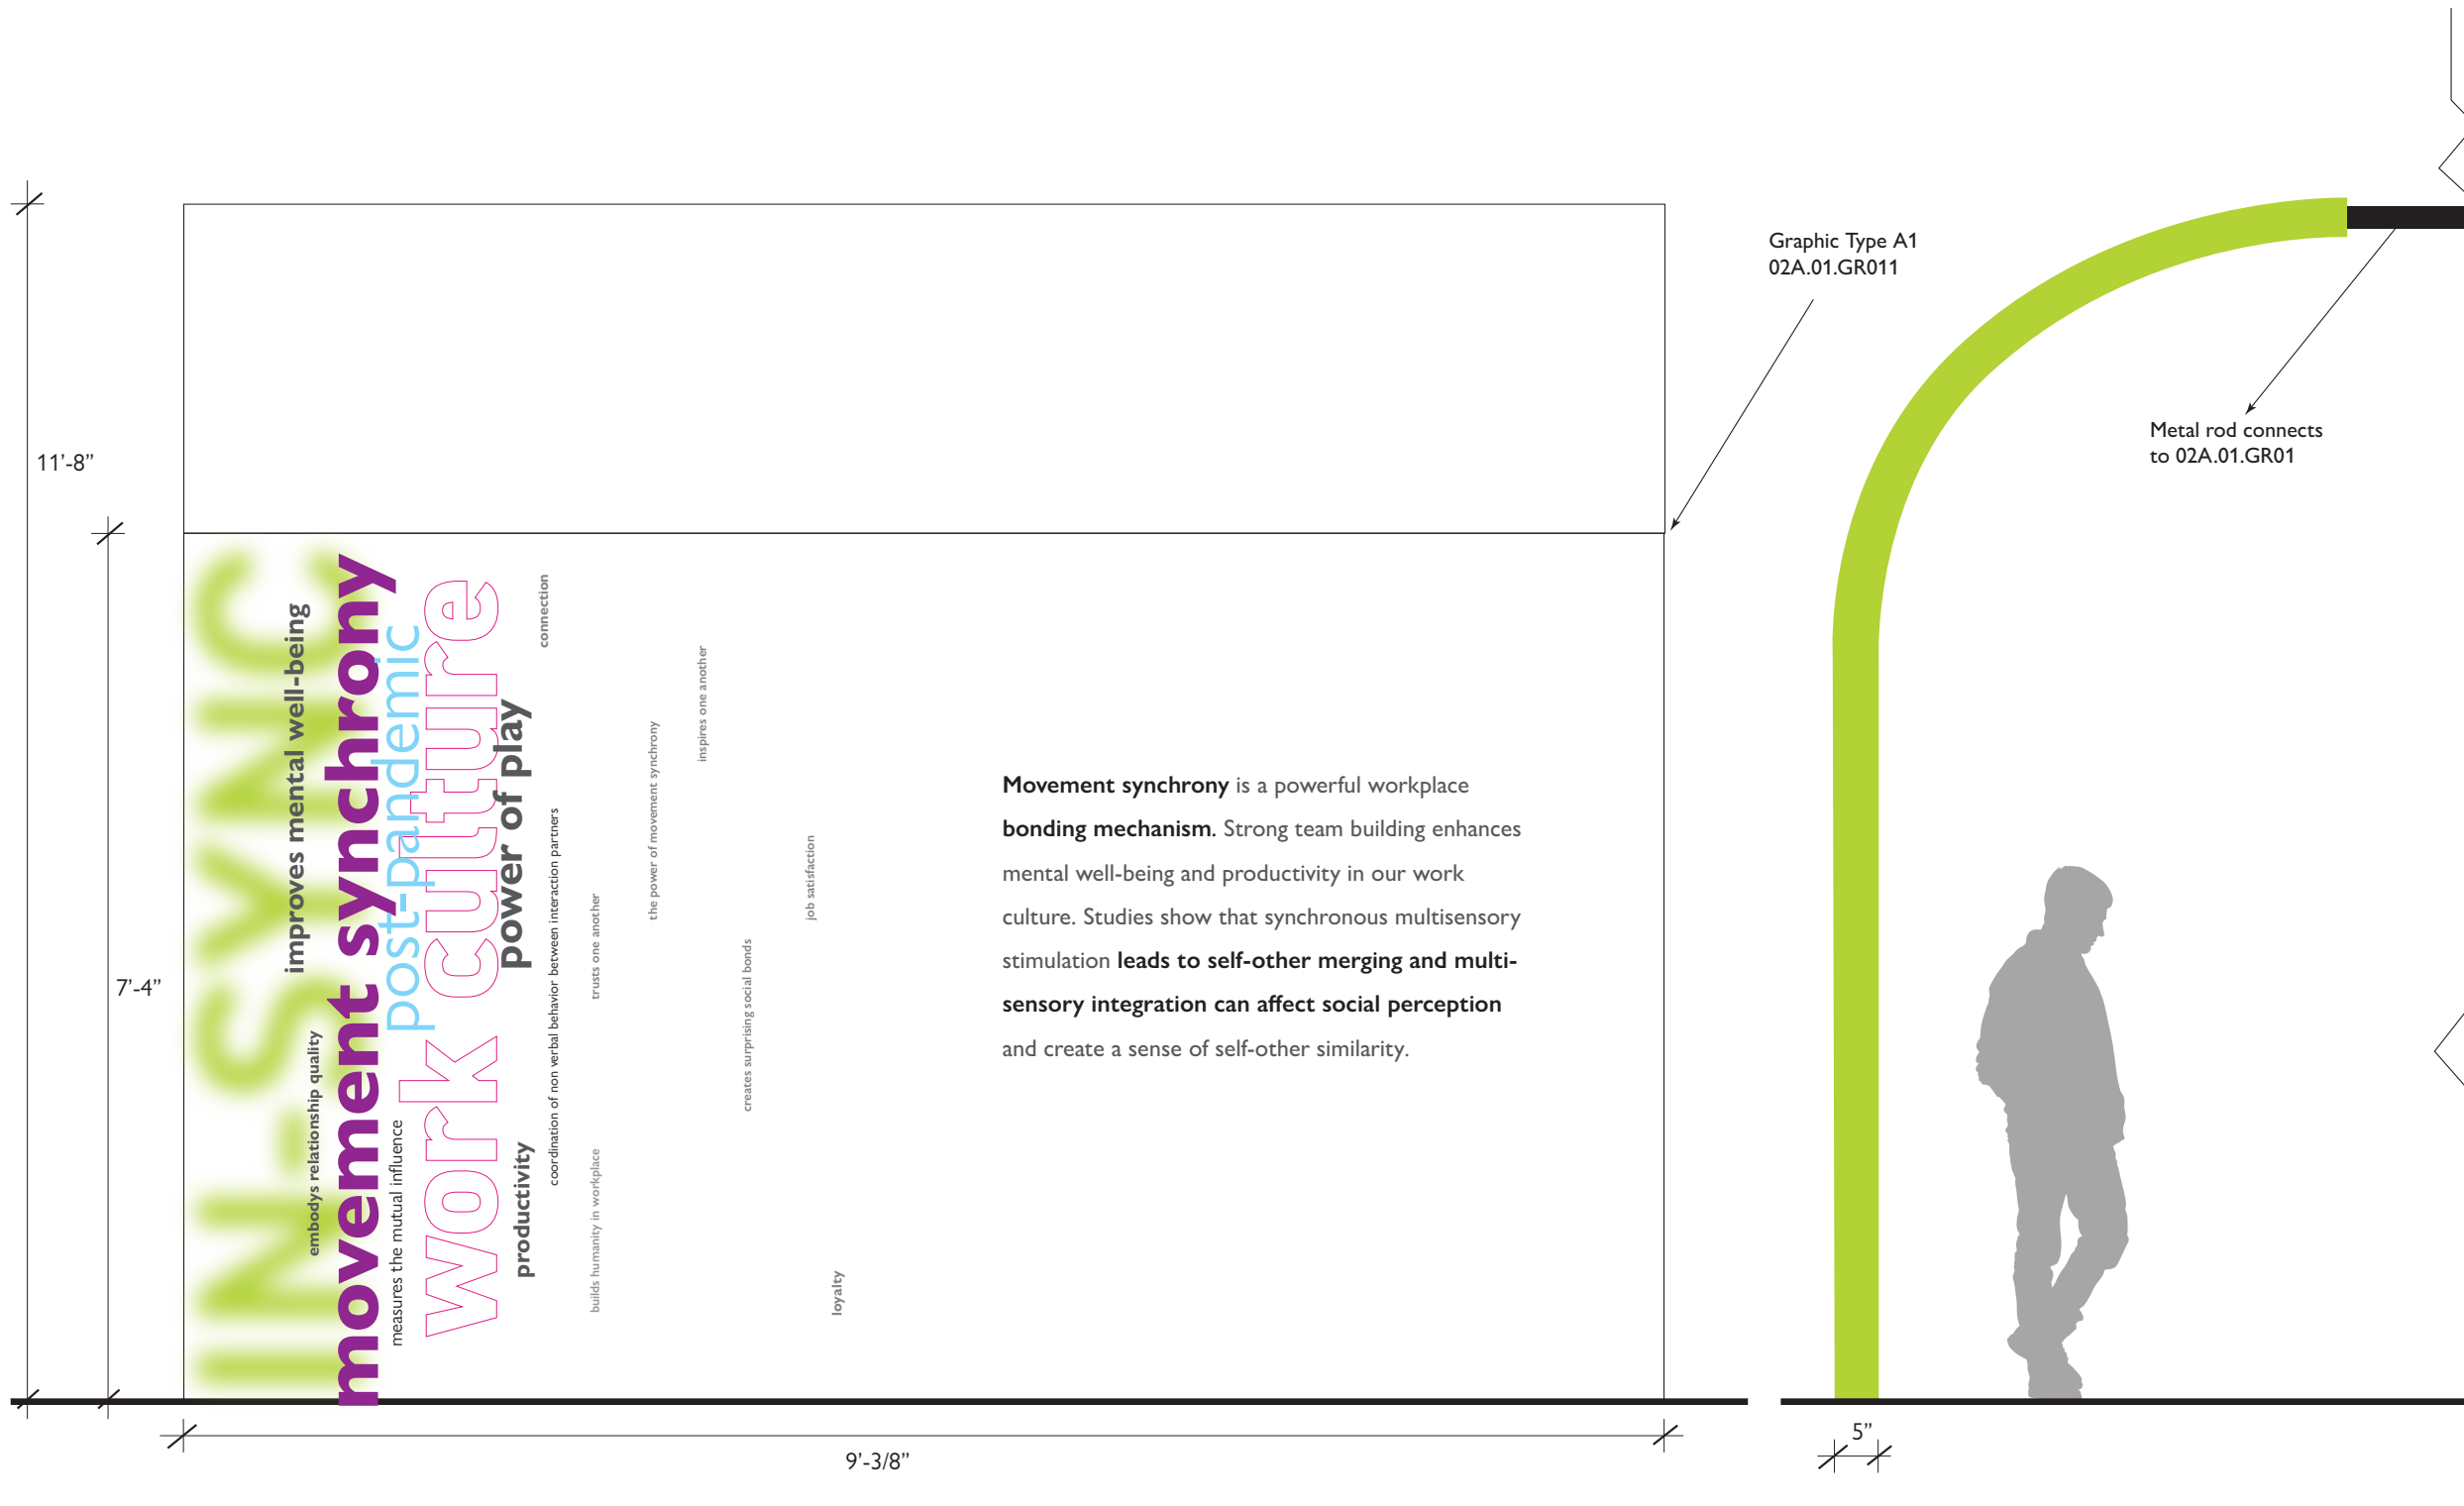 11’-8”
7’-4”
IN-SYNC
improves mental well-being
embodys relationship quality
movement synchrony
post-pandemic
measures the mutual influence
work culture
power of play
productivity
connection
coordination of non verbal behavior between interaction partners
trusts one another
builds humanity in workplace
the power of movement synchrony
inspires one another
creates surprising social bonds
job satisfaction
loyalty
Movement synchrony is a powerful workplace
bonding mechanism. Strong team building enhances
mental well-being and productivity in our work
culture. Studies show that synchronous multisensory
stimulation leads to self-other merging and multi-
sensory integration can affect social perception
and create a sense of self-other similarity.
9’-3/8”
Graphic Type A1
02A.01.GR011
Metal rod connects
to 02A.01.GR01
5”